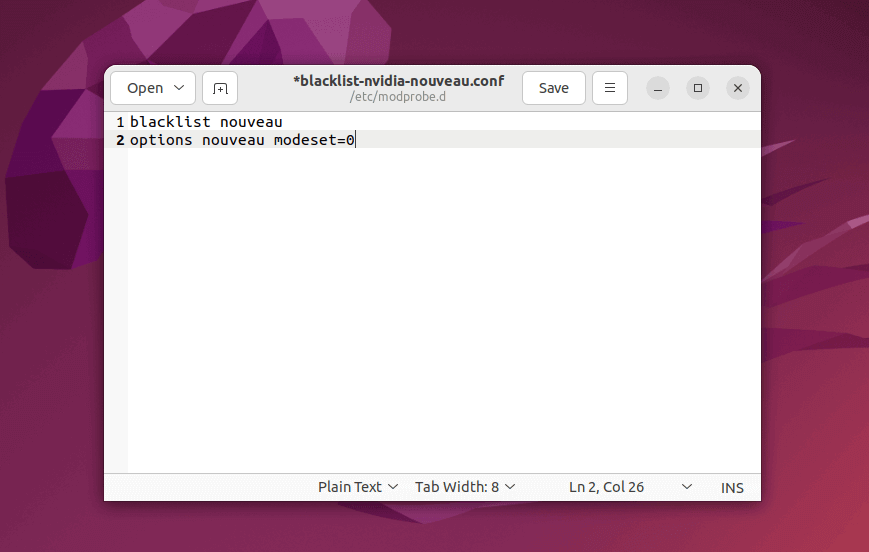 Open
*blacklist-nvidia-nouveau.conf
/etc/modprobe.d
Save
1 blacklist nouveau
2 options nouveau modeset=0
Plain Text
Tab Width: 8
Ln 2, Col 26
INS